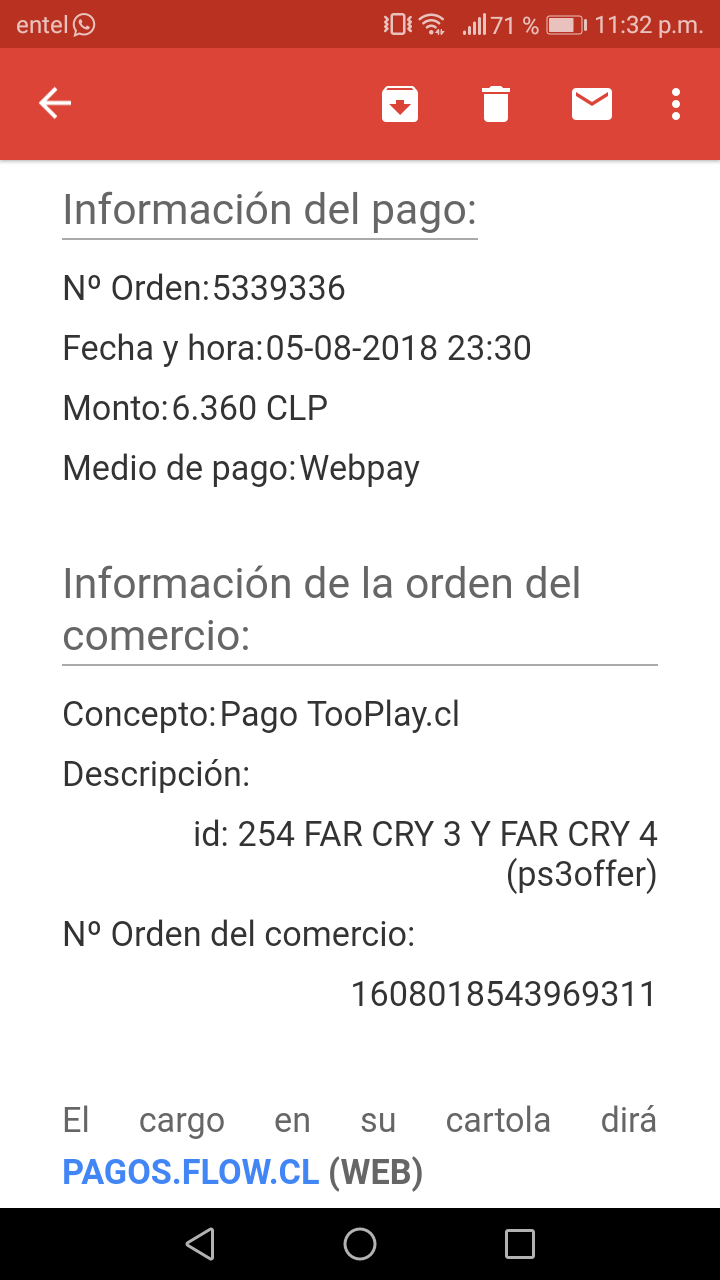 entel 71 % 11:32 p.m.
Información del pago:
Nº Orden:5339336
Fecha y hora:05-08-2018 23:30
Monto:6.360 CLP
Medio de pago:Webpay
Información de la orden del
comercio:
Concepto:Pago TooPlay.cl
Descripción:
id: 254 FAR CRY 3 Y FAR CRY 4
(ps3offer)
Nº Orden del comercio:
1608018543969311
El cargo en su cartola dirá
PAGOS.FLOW.CL (WEB)